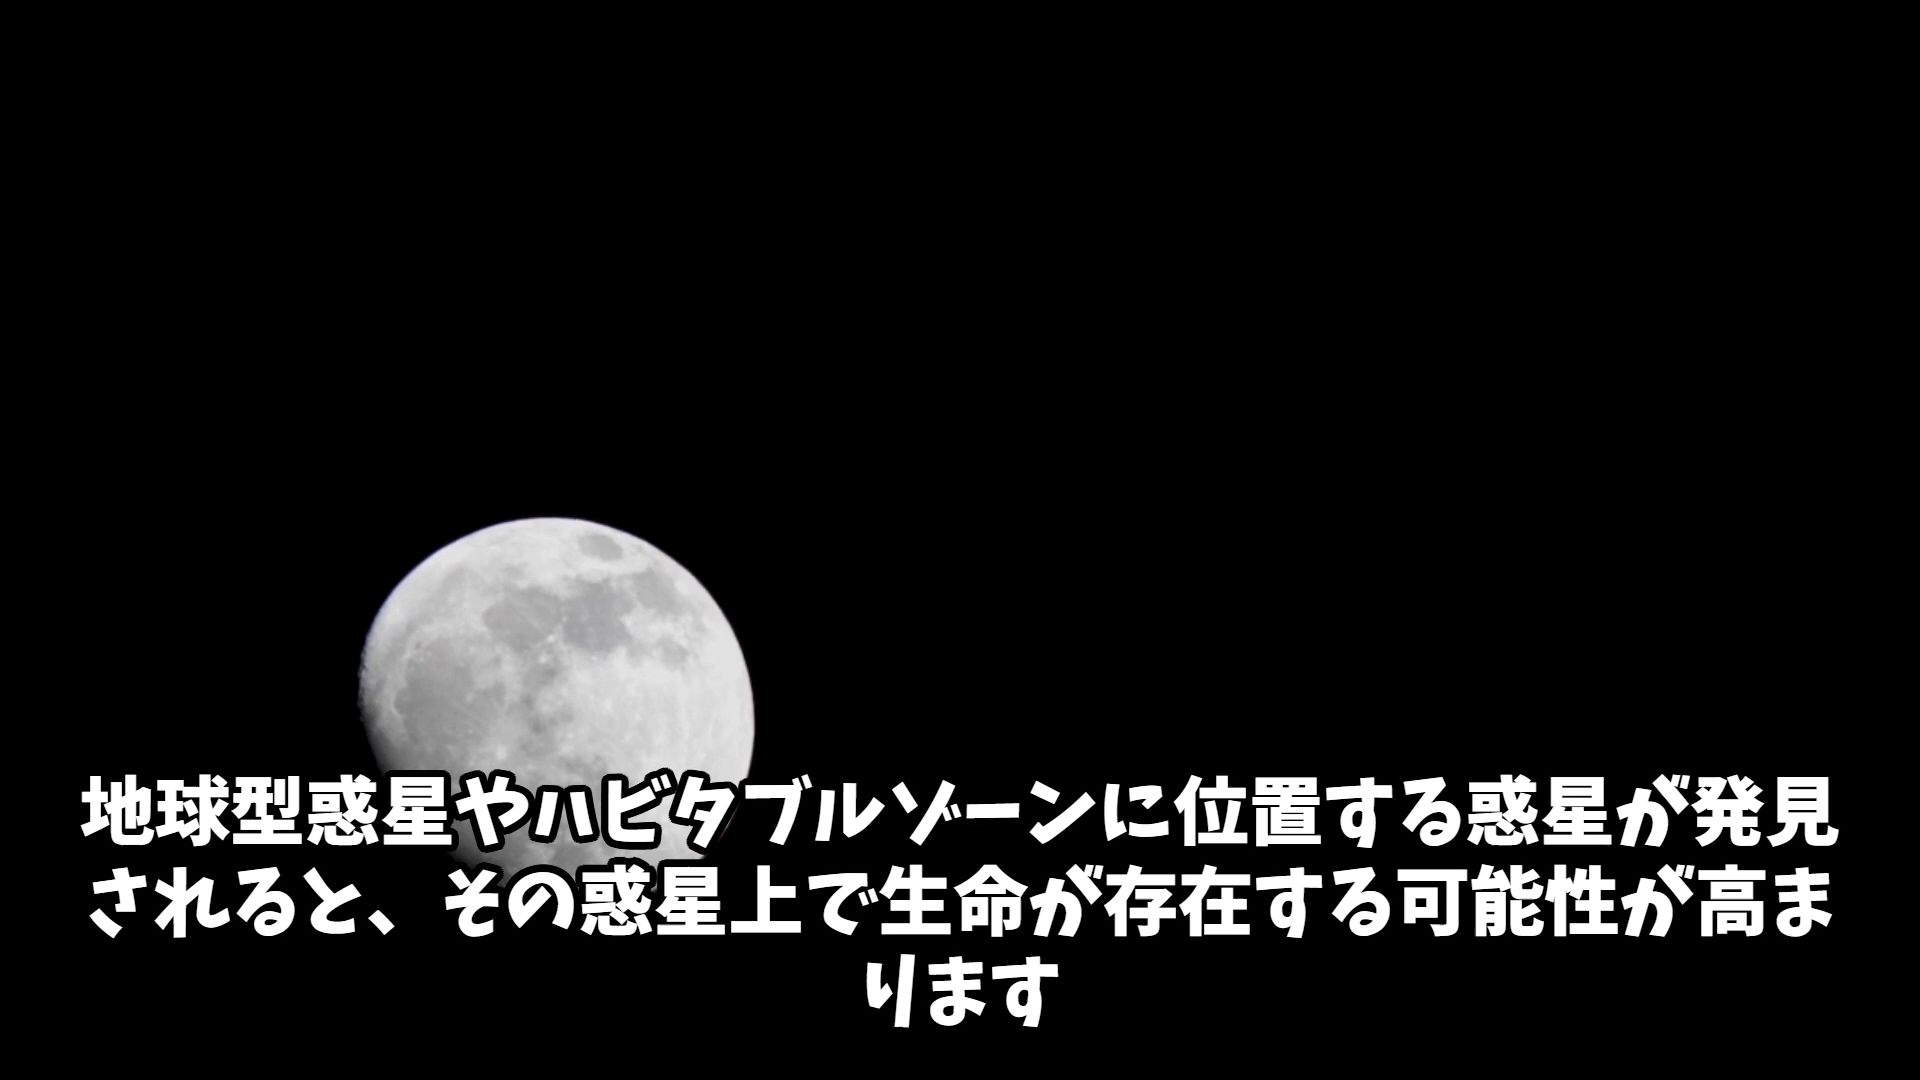 地球型惑星やハビタブルゾーンに位置する惑星が発見
されると、その惑星上で生命が存在する可能性が高ま
ります